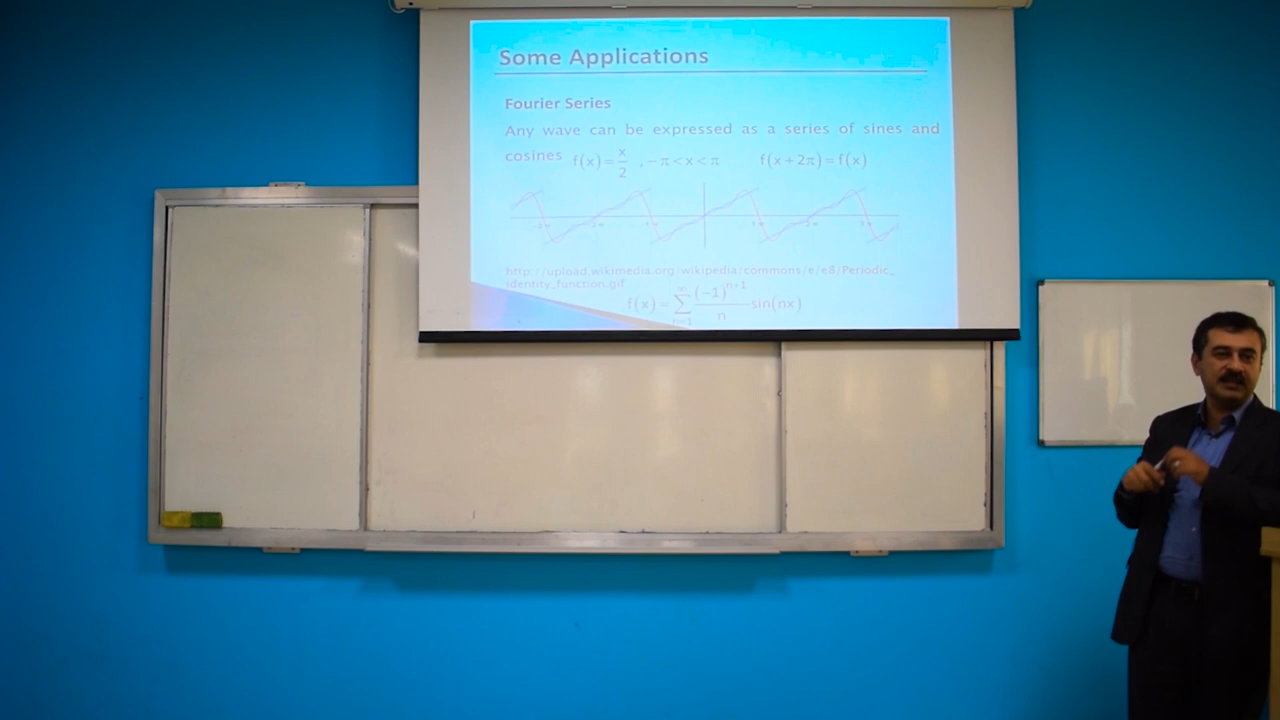 Some Applications
Fourier Series
Any wave can be expressed as a series of sines and
cosines f(x)=x/2 ,−π<x<π f(x+2π)=f(x)
http://upload.wikimedia.org/wikipedia/commons/e/e8/Periodic_
identity_function.gif
f(x)=∑_{n=1}^{∞} (−1)^{n+1}/n sin(nx)